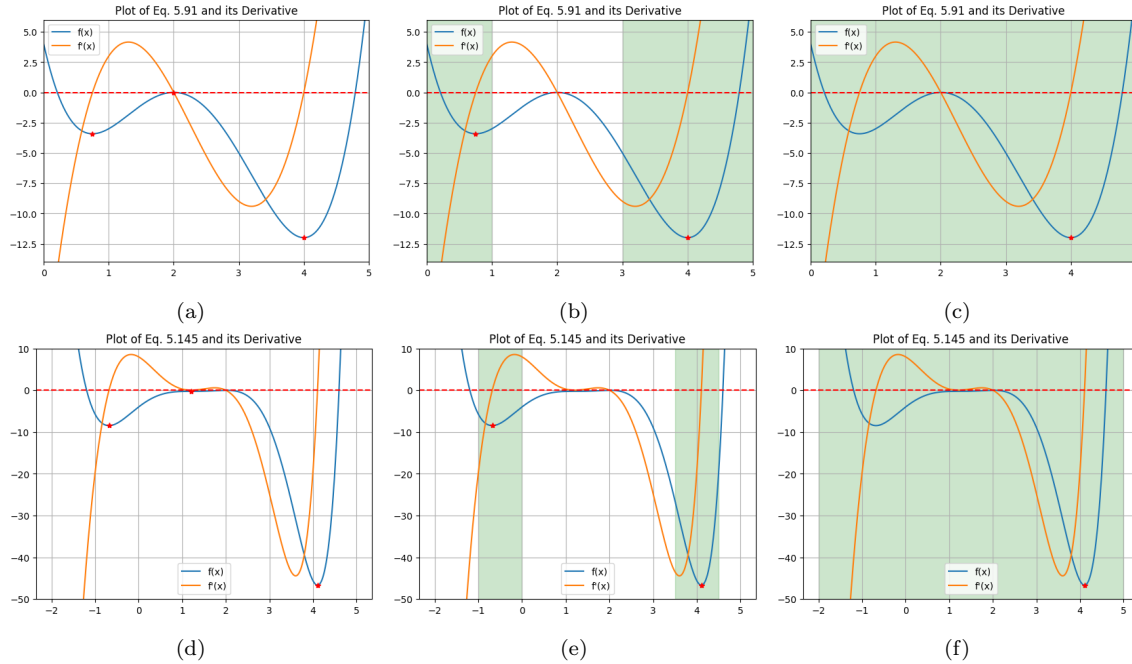 Plot of Eq. 5.91 and its Derivative
f(x)
f'(x)
5.0
2.5
0.0
−2.5
−5.0
−7.5
−10.0
−12.5
0 1 2 3 4 5
(a)
Plot of Eq. 5.91 and its Derivative
f(x)
f'(x)
5.0
2.5
0.0
−2.5
−5.0
−7.5
−10.0
−12.5
0 1 2 3 4 5
(b)
Plot of Eq. 5.91 and its Derivative
f(x)
f'(x)
5.0
2.5
0.0
−2.5
−5.0
−7.5
−10.0
−12.5
0 1 2 3 4
(c)
Plot of Eq. 5.145 and its Derivative
10
0
−10
−20
−30
−40
−50
f(x)
f'(x)
−2 −1 0 1 2 3 4 5
(d)
Plot of Eq. 5.145 and its Derivative
10
0
−10
−20
−30
−40
−50
f(x)
f'(x)
−2 −1 0 1 2 3 4 5
(e)
Plot of Eq. 5.145 and its Derivative
10
0
−10
−20
−30
−40
−50
f(x)
f'(x)
−2 −1 0 1 2 3 4 5
(f)